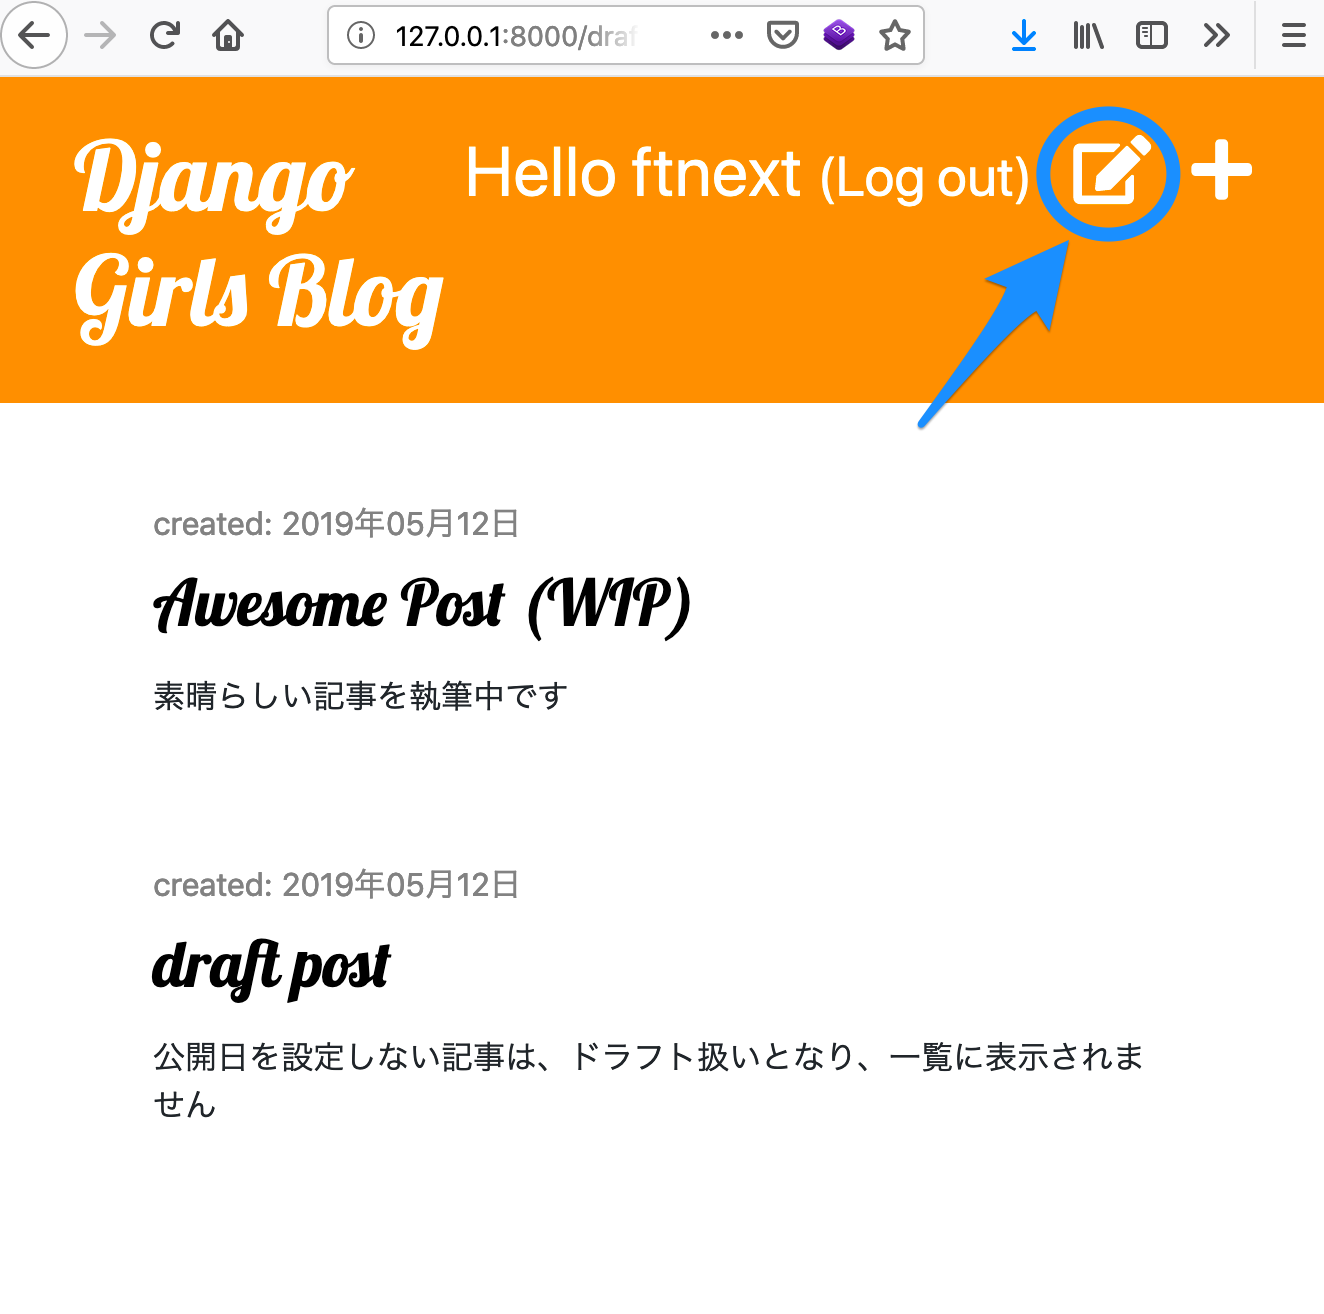 127.0.0.1:8000/draf
Django
Girls Blog
Hello ftnext (Log out)
created: 2019年05月12日
Awesome Post (WIP)
素晴らしい記事を執筆中です
created: 2019年05月12日
draft post
公開日を設定しない記事は、ドラフト扱いとなり、一覧に表示されま
せん